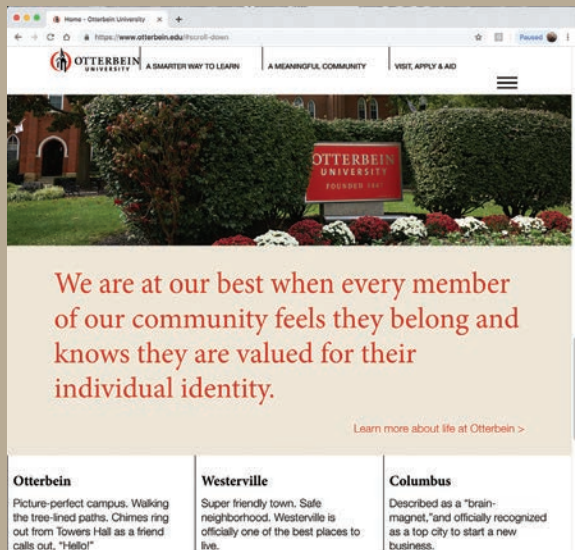 Home - Otterbein University
https://www.otterbein.edu/#scroll-down
Paused
OTTERBEIN
UNIVERSITY
A SMARTER WAY TO LEARN
A MEANINGFUL COMMUNITY
VISIT, APPLY & AID
OTTERBEIN
UNIVERSITY
FOUNDED 1847
We are at our best when every member
of our community feels they belong and
knows they are valued for their
individual identity.
Learn more about life at Otterbein >
Otterbein
Picture-perfect campus. Walking
the tree-lined paths. Chimes ring
out from Towers Hall as a friend
calls out, "Hello!"
Westerville
Super friendly town. Safe
neighborhood. Westerville is
officially one of the best places to
live.
Columbus
Described as a "brain-
magnet,"and officially recognized
as a top city to start a new
business.